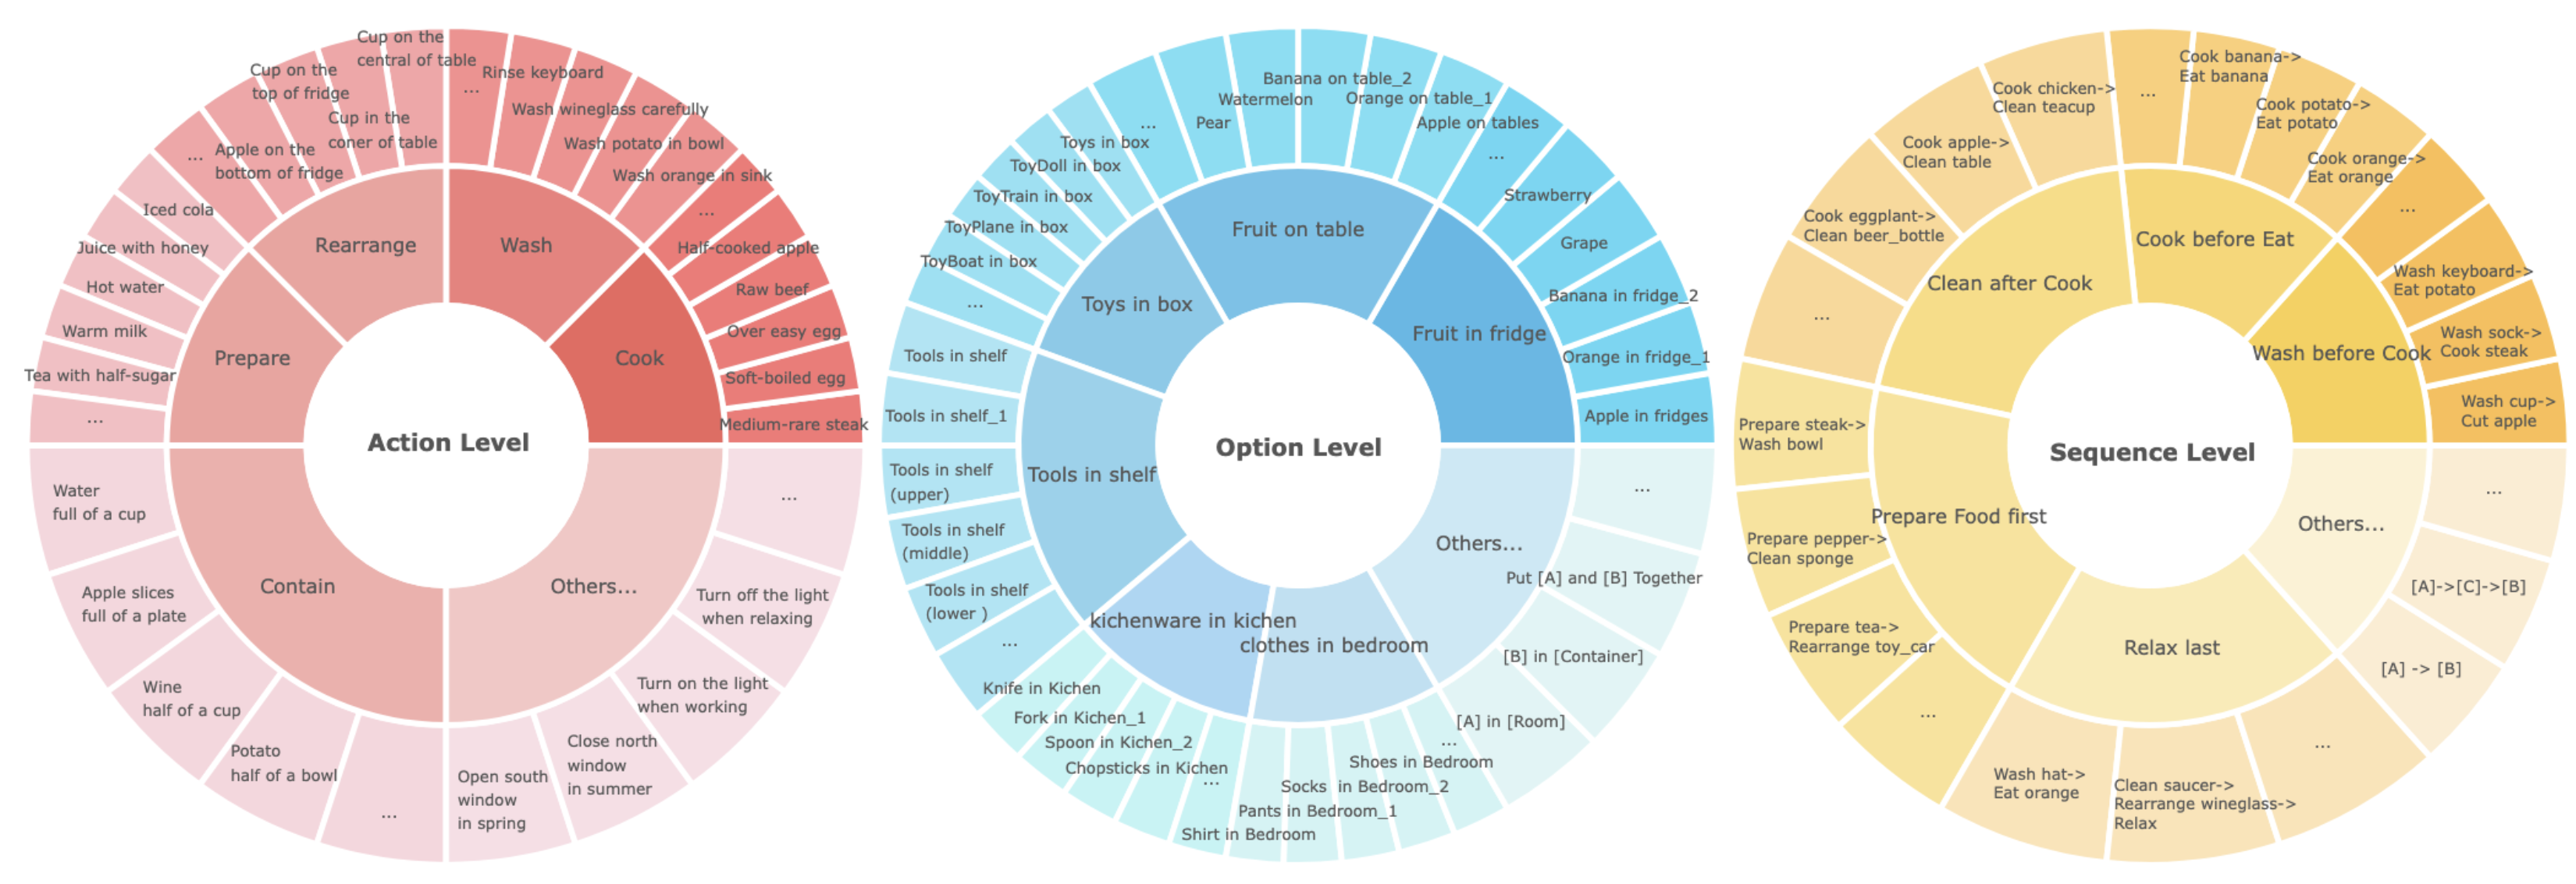 Action Level
Rearrange
Wash
Cook
Prepare
Contain
Others...
Cup on the
central of table
Cup in the
coner of table
Cup on the
top of fridge
Apple on the
bottom of fridge
...
Rinse keyboard
...
Wash wineglass carefully
Wash potato in bowl
Wash orange in sink
...
Half-cooked apple
Raw beef
Over easy egg
Soft-boiled egg
Medium-rare steak
Iced cola
Juice with honey
Hot water
Warm milk
Tea with half-sugar
...
Water
full of a cup
Apple slices
full of a plate
Wine
half of a cup
Potato
half of a bowl
...
Open south
window
in spring
Close north
window
in summer
Turn on the light
when working
Turn off the light
when relaxing
...
Option Level
Fruit on table
Fruit in fridge
Toys in box
Tools in shelf
kichenware in kichen
clothes in bedroom
Others...
Banana on table_2
Watermelon
Orange on table_1
Pear
Apple on tables
...
...
Strawberry
Grape
Banana in fridge_2
Orange in fridge_1
Apple in fridges
Toys in box
ToyDoll in box
ToyTrain in box
ToyPlane in box
ToyBoat in box
...
Tools in shelf
Tools in shelf_1
Tools in shelf
(upper)
Tools in shelf
(middle)
Tools in shelf
(lower )
...
Knife in Kichen
Fork in Kichen_1
Spoon in Kichen_2
Chopsticks in Kichen
...
Shirt in Bedroom
Pants in Bedroom_1
Socks  in Bedroom_2
Shoes in Bedroom
...
[A] in [Room]
[B] in [Container]
Put [A] and [B] Together
...
Sequence Level
Cook before Eat
Clean after Cook
Wash before Cook
Prepare Food first
Relax last
Others...
Cook banana->
Eat banana
Cook potato->
Eat potato
Cook orange->
Eat orange
...
Cook chicken->
Clean teacup
Cook apple->
Clean table
Cook eggplant->
Clean beer_bottle
...
...
Wash keyboard->
Eat potato
Wash sock->
Cook steak
Wash cup->
Cut apple
Prepare steak->
Wash bowl
Prepare pepper->
Clean sponge
Prepare tea->
Rearrange toy_car
...
Wash hat->
Eat orange
Clean saucer->
Rearrange wineglass->
Relax
...
[A] -> [B]
[A]->[C]->[B]
...